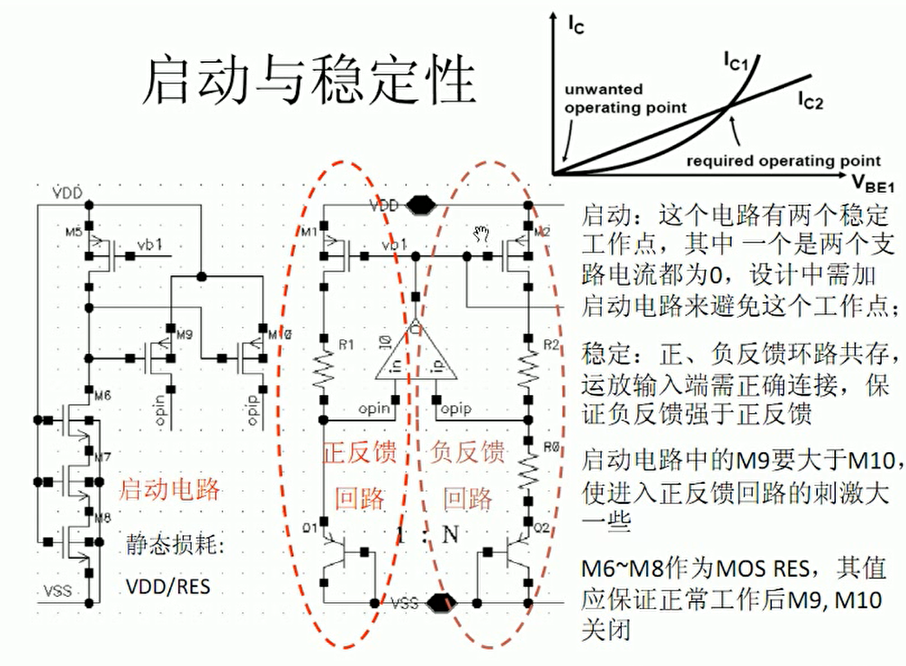 启动与稳定性
I_C
I_C1
I_C2
unwanted
operating point
required operating point
V_BE1
VDD
M5
vb1
M9
M10
opin
opip
M6
M7
M8
VSS
启动电路
静态损耗:
VDD/RES
VDD
M1
vb1
M2
R1
I0
R2
in
ip
opin
opip
正反馈
回路
负反馈
回路
R0
Q1
1 : N
Q2
VSS
启动：这个电路有两个稳定
工作点，其中一个是两个支
路电流都为0，设计中需加
启动电路来避免这个工作点；
稳定：正、负反馈环路共存，
运放输入端需正确连接，保
证负反馈强于正反馈
启动电路中的M9要大于M10，
使进入正反馈回路的刺激大
一些
M6~M8作为MOS RES，其值
应保证正常工作后M9, M10
关闭